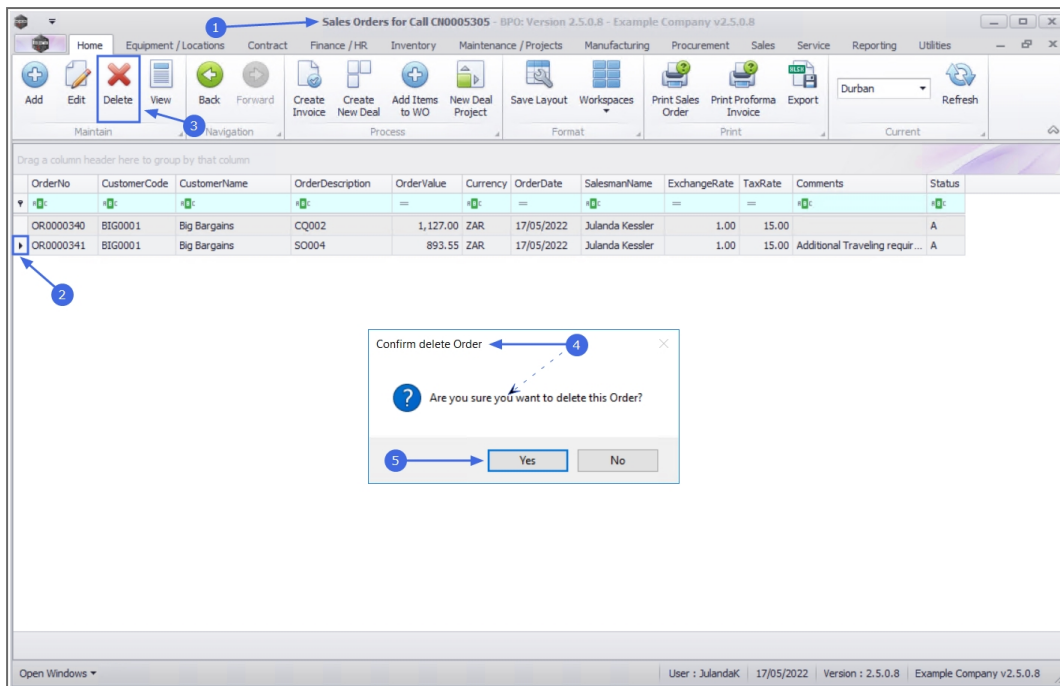 1
Sales Orders for Call CN0005305 - BPO: Version 2.5.0.8 - Example Company v2.5.0.8
Home Equipment / Locations Contract Finance / HR Inventory Maintenance / Projects Manufacturing Procurement Sales Service Reporting Utilities
Add Edit Delete View Back Forward Create Invoice Create New Deal Add Items to WO New Deal Project Save Layout Workspaces Print Sales Order Print Proforma Invoice Export Durban Refresh
3
Maintain Navigation Process Format Print Current
Drag a column header here to group by that column
OrderNo CustomerCode CustomerName OrderDescription OrderValue Currency OrderDate SalesmanName ExchangeRate TaxRate Comments Status
= = = =
OR0000340 BIG0001 Big Bargains CQ002 1,127.00 ZAR 17/05/2022 Julanda Kessler 1.00 15.00 A
OR0000341 BIG0001 Big Bargains SO004 893.55 ZAR 17/05/2022 Julanda Kessler 1.00 15.00 Additional Traveling requir... A
2
Confirm delete Order
4
Are you sure you want to delete this Order?
5
Yes No
Open Windows User : JulandaK 17/05/2022 Version : 2.5.0.8 Example Company v2.5.0.8